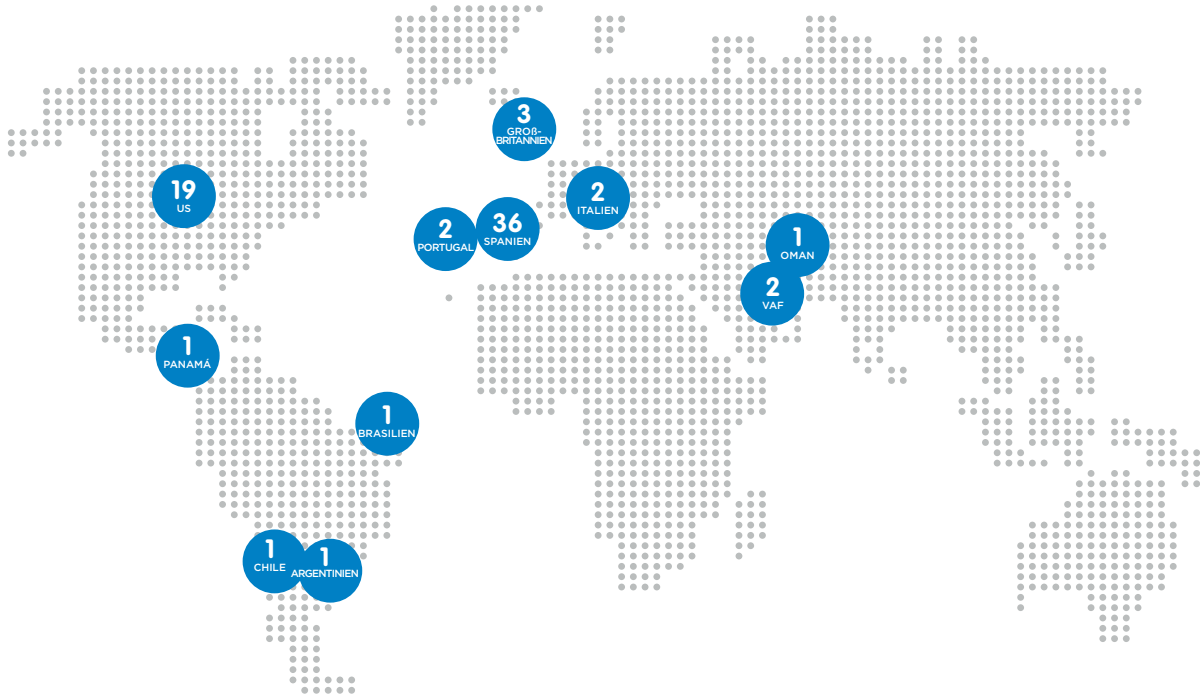 3
GROß-
BRITANNIEN
19
US
2
ITALIEN
36
SPANIEN
2
PORTUGAL
1
OMAN
2
VAF
1
PANAMÁ
1
BRASILIEN
1
CHILE
1
ARGENTINIEN